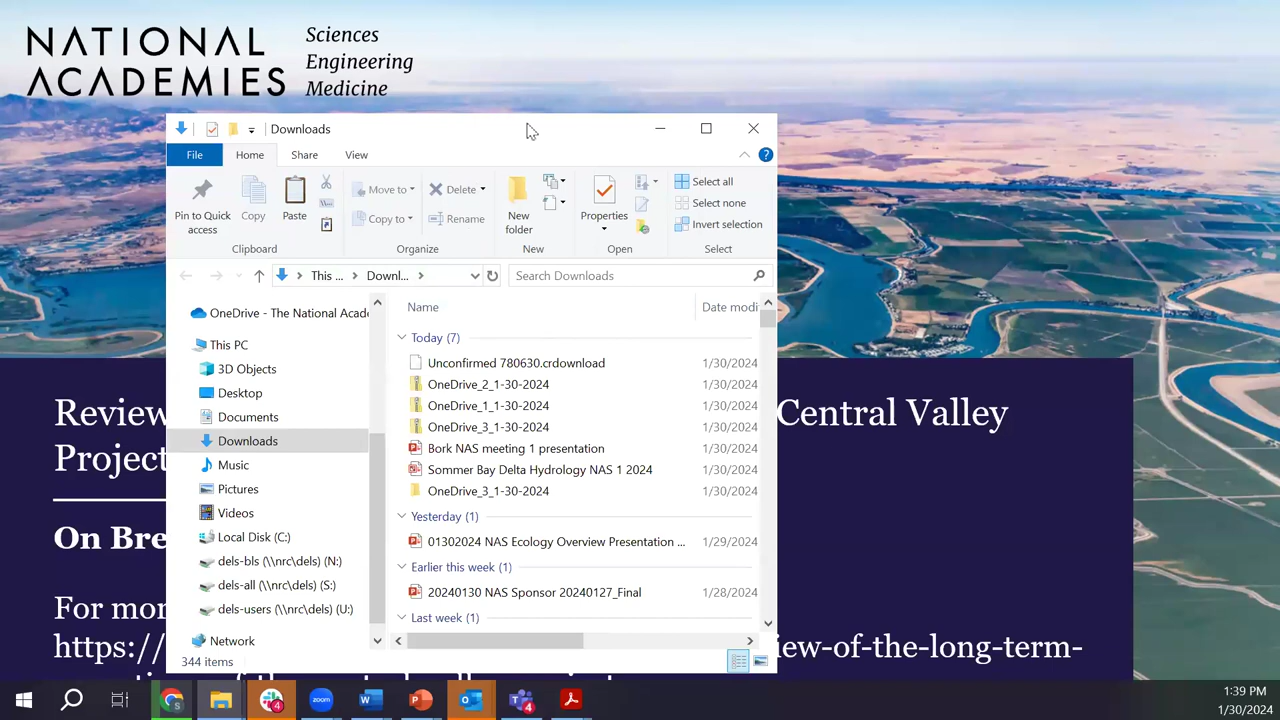 NATIONAL
ACADEMIES
Sciences
Engineering
Medicine
Downloads
File
Home
Share
View
Pin to Quick
access
Copy
Paste
Move to
Copy to
Delete
Rename
New
folder
Properties
Select all
Select none
Invert selection
Clipboard
Organize
New
Open
Select
This ...
Downl...
Search Downloads
OneDrive - The National Acade
This PC
3D Objects
Desktop
Documents
Downloads
Music
Pictures
Videos
Local Disk (C:)
dels-bls (\\nrc\dels) (N:)
dels-all (\\nrc\dels) (S:)
dels-users (\\nrc\dels) (U:)
Network
Name
Date modi
Today (7)
Unconfirmed 780630.crdownload 1/30/2024
OneDrive_2_1-30-2024 1/30/2024
OneDrive_1_1-30-2024 1/30/2024
OneDrive_3_1-30-2024 1/30/2024
Bork NAS meeting 1 presentation 1/30/2024
Sommer Bay Delta Hydrology NAS 1 2024 1/30/2024
OneDrive_3_1-30-2024 1/30/2024
Yesterday (1)
01302024 NAS Ecology Overview Presentation ... 1/29/2024
Earlier this week (1)
20240130 NAS Sponsor 20240127_Final 1/28/2024
Last week (1)
344 items
Review Central Valley
Project
On Bre
For mor
https:// iew-of-the-long-term-
zoom
4
4
1:39 PM
1/30/2024